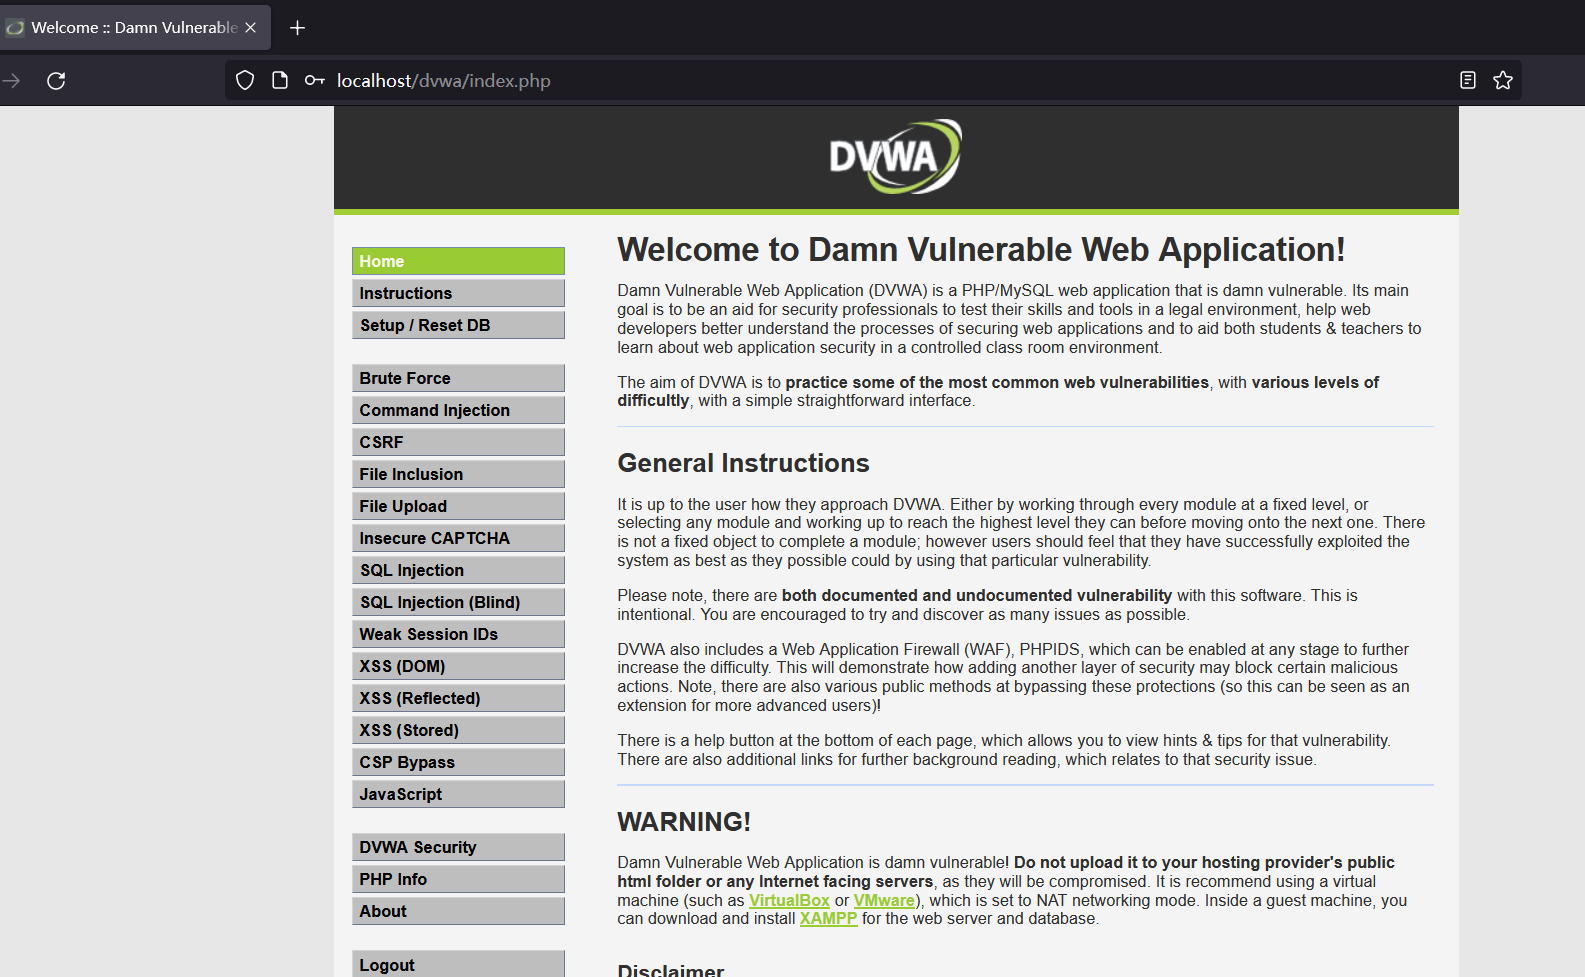 Welcome :: Damn Vulnerable
localhost/dvwa/index.php
DVWA
Home
Instructions
Setup / Reset DB
Brute Force
Command Injection
CSRF
File Inclusion
File Upload
Insecure CAPTCHA
SQL Injection
SQL Injection (Blind)
Weak Session IDs
XSS (DOM)
XSS (Reflected)
XSS (Stored)
CSP Bypass
JavaScript
DVWA Security
PHP Info
About
Logout
Welcome to Damn Vulnerable Web Application!
Damn Vulnerable Web Application (DVWA) is a PHP/MySQL web application that is damn vulnerable. Its main
goal is to be an aid for security professionals to test their skills and tools in a legal environment, help web
developers better understand the processes of securing web applications and to aid both students & teachers to
learn about web application security in a controlled class room environment.
The aim of DVWA is to practice some of the most common web vulnerabilities, with various levels of
difficultly, with a simple straightforward interface.
General Instructions
It is up to the user how they approach DVWA. Either by working through every module at a fixed level, or
selecting any module and working up to reach the highest level they can before moving onto the next one. There
is not a fixed object to complete a module; however users should feel that they have successfully exploited the
system as best as they possible could by using that particular vulnerability.
Please note, there are both documented and undocumented vulnerability with this software. This is
intentional. You are encouraged to try and discover as many issues as possible.
DVWA also includes a Web Application Firewall (WAF), PHPIDS, which can be enabled at any stage to further
increase the difficulty. This will demonstrate how adding another layer of security may block certain malicious
actions. Note, there are also various public methods at bypassing these protections (so this can be seen as an
extension for more advanced users)!
There is a help button at the bottom of each page, which allows you to view hints & tips for that vulnerability.
There are also additional links for further background reading, which relates to that security issue.
WARNING!
Damn Vulnerable Web Application is damn vulnerable! Do not upload it to your hosting provider's public
html folder or any Internet facing servers, as they will be compromised. It is recommend using a virtual
machine (such as VirtualBox or VMware), which is set to NAT networking mode. Inside a guest machine, you
can download and install XAMPP for the web server and database.
Disclaimer